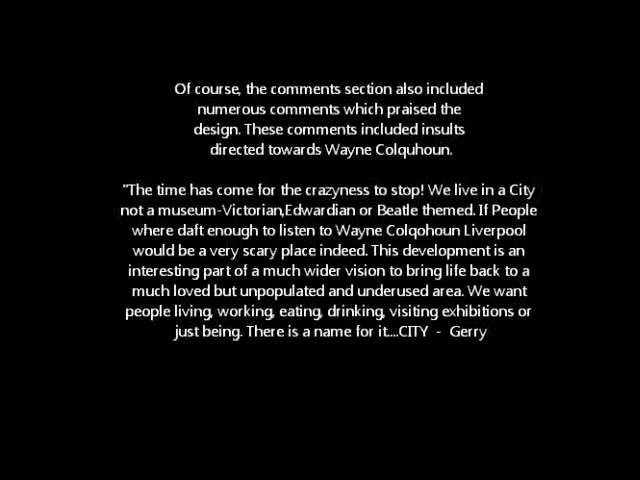 Of course, the comments section also included
numerous comments which praised the
design. These comments included insults
directed towards Wayne Colquhoun.
"The time has come for the crazyness to stop! We live in a City
not a museum-Victorian,Edwardian or Beatle themed. If People
where daft enough to listen to Wayne Colqohoun Liverpool
would be a very scary place indeed. This development is an
interesting part of a much wider vision to bring life back to a
much loved but unpopulated and underused area. We want
people living, working, eating, drinking, visiting exhibitions or
just being. There is a name for it....CITY  -  Gerry